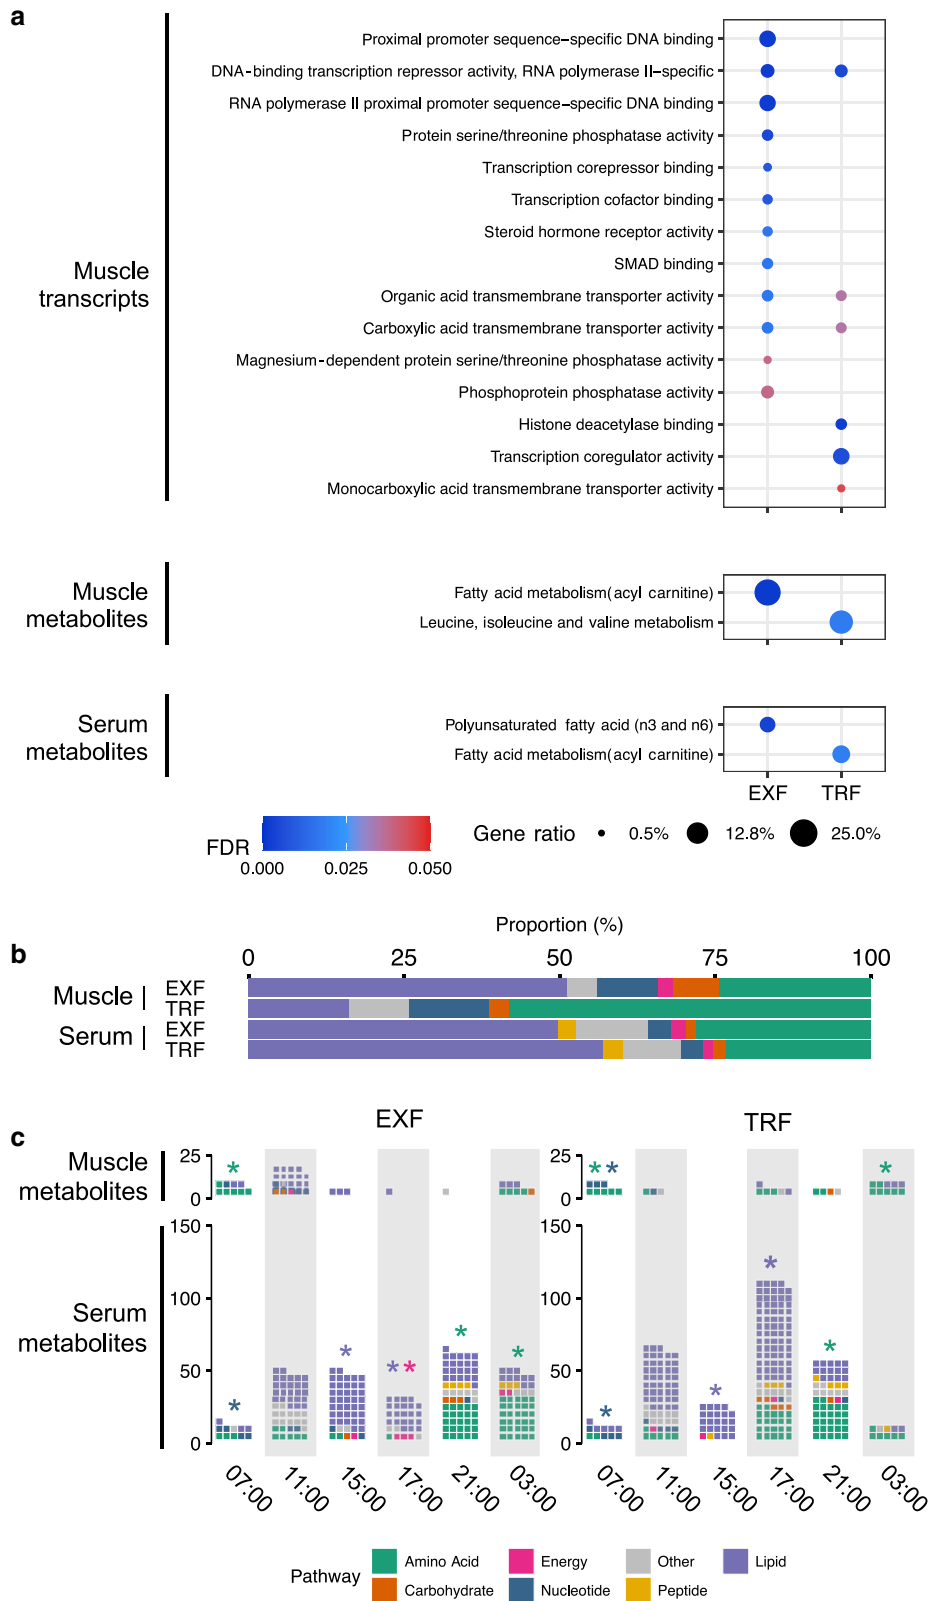 a
Proximal promoter sequence−specific DNA binding
DNA-binding transcription repressor activity, RNA polymerase II−specific
RNA polymerase II proximal promoter sequence−specific DNA binding
Protein serine/threonine phosphatase activity
Transcription corepressor binding
Transcription cofactor binding
Steroid hormone receptor activity
SMAD binding
Muscle
transcripts
Organic acid transmembrane transporter activity
Carboxylic acid transmembrane transporter activity
Magnesium-dependent protein serine/threonine phosphatase activity
Phosphoprotein phosphatase activity
Histone deacetylase binding
Transcription coregulator activity
Monocarboxylic acid transmembrane transporter activity
Muscle
metabolites
Fatty acid metabolism(acyl carnitine)
Leucine, isoleucine and valine metabolism
Serum
metabolites
Polyunsaturated fatty acid (n3 and n6)
Fatty acid metabolism(acyl carnitine)
EXF TRF
FDR
0.000 0.025 0.050
Gene ratio 0.5% 12.8% 25.0%
b
Proportion (%)
0 25 50 75 100
Muscle
EXF
TRF
Serum
EXF
TRF
c
EXF TRF
Muscle
metabolites
25
0
* * * *
25
0
Serum
metabolites
150
100
50
0
* * * * * *
150
100
50
0
* * * *
07:00 11:00 15:00 17:00 21:00 03:00
07:00 11:00 15:00 17:00 21:00 03:00
Pathway
Amino Acid Energy Other Lipid
Carbohydrate Nucleotide Peptide